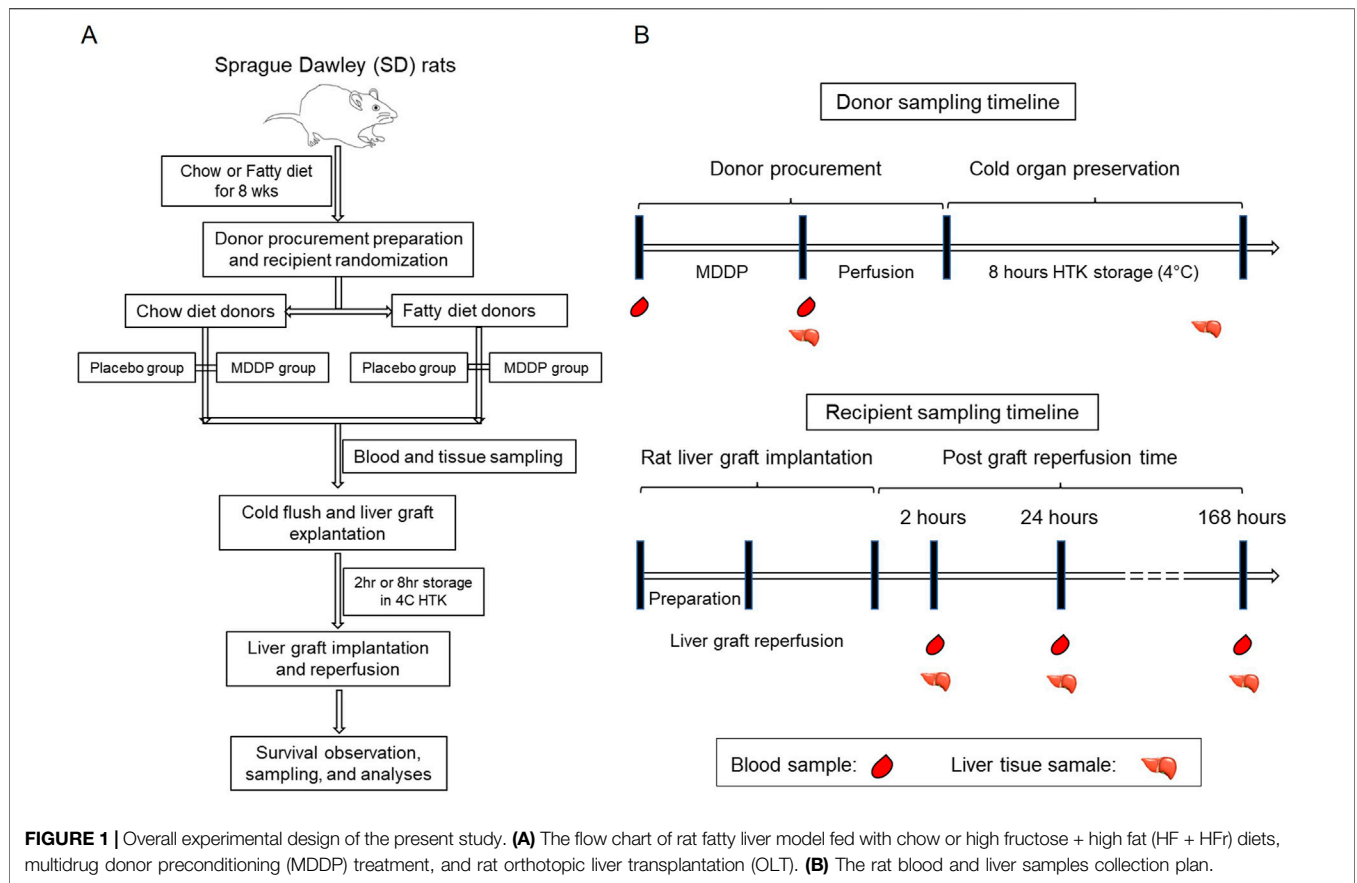 A
Sprague Dawley (SD) rats
Chow or Fatty diet
for 8 wks
Donor procurement preparation
and recipient randomization
Chow diet donors
Fatty diet donors
Placebo group
MDDP group
Placebo group
MDDP group
Blood and tissue sampling
Cold flush and liver graft
explantation
2hr or 8hr storage
in 4C HTK
Liver graft implantation
and reperfusion
Survival observation,
sampling, and analyses
B
Donor sampling timeline
Donor procurement
Cold organ preservation
MDDP
Perfusion
8 hours HTK storage (4°C)
Recipient sampling timeline
Rat liver graft implantation
Post graft reperfusion time
2 hours
24 hours
168 hours
Preparation
Liver graft reperfusion
Blood sample:
Liver tissue samale:
FIGURE 1 | Overall experimental design of the present study. (A) The flow chart of rat fatty liver model fed with chow or high fructose + high fat (HF + HFr) diets,
multidrug donor preconditioning (MDDP) treatment, and rat orthotopic liver transplantation (OLT). (B) The rat blood and liver samples collection plan.